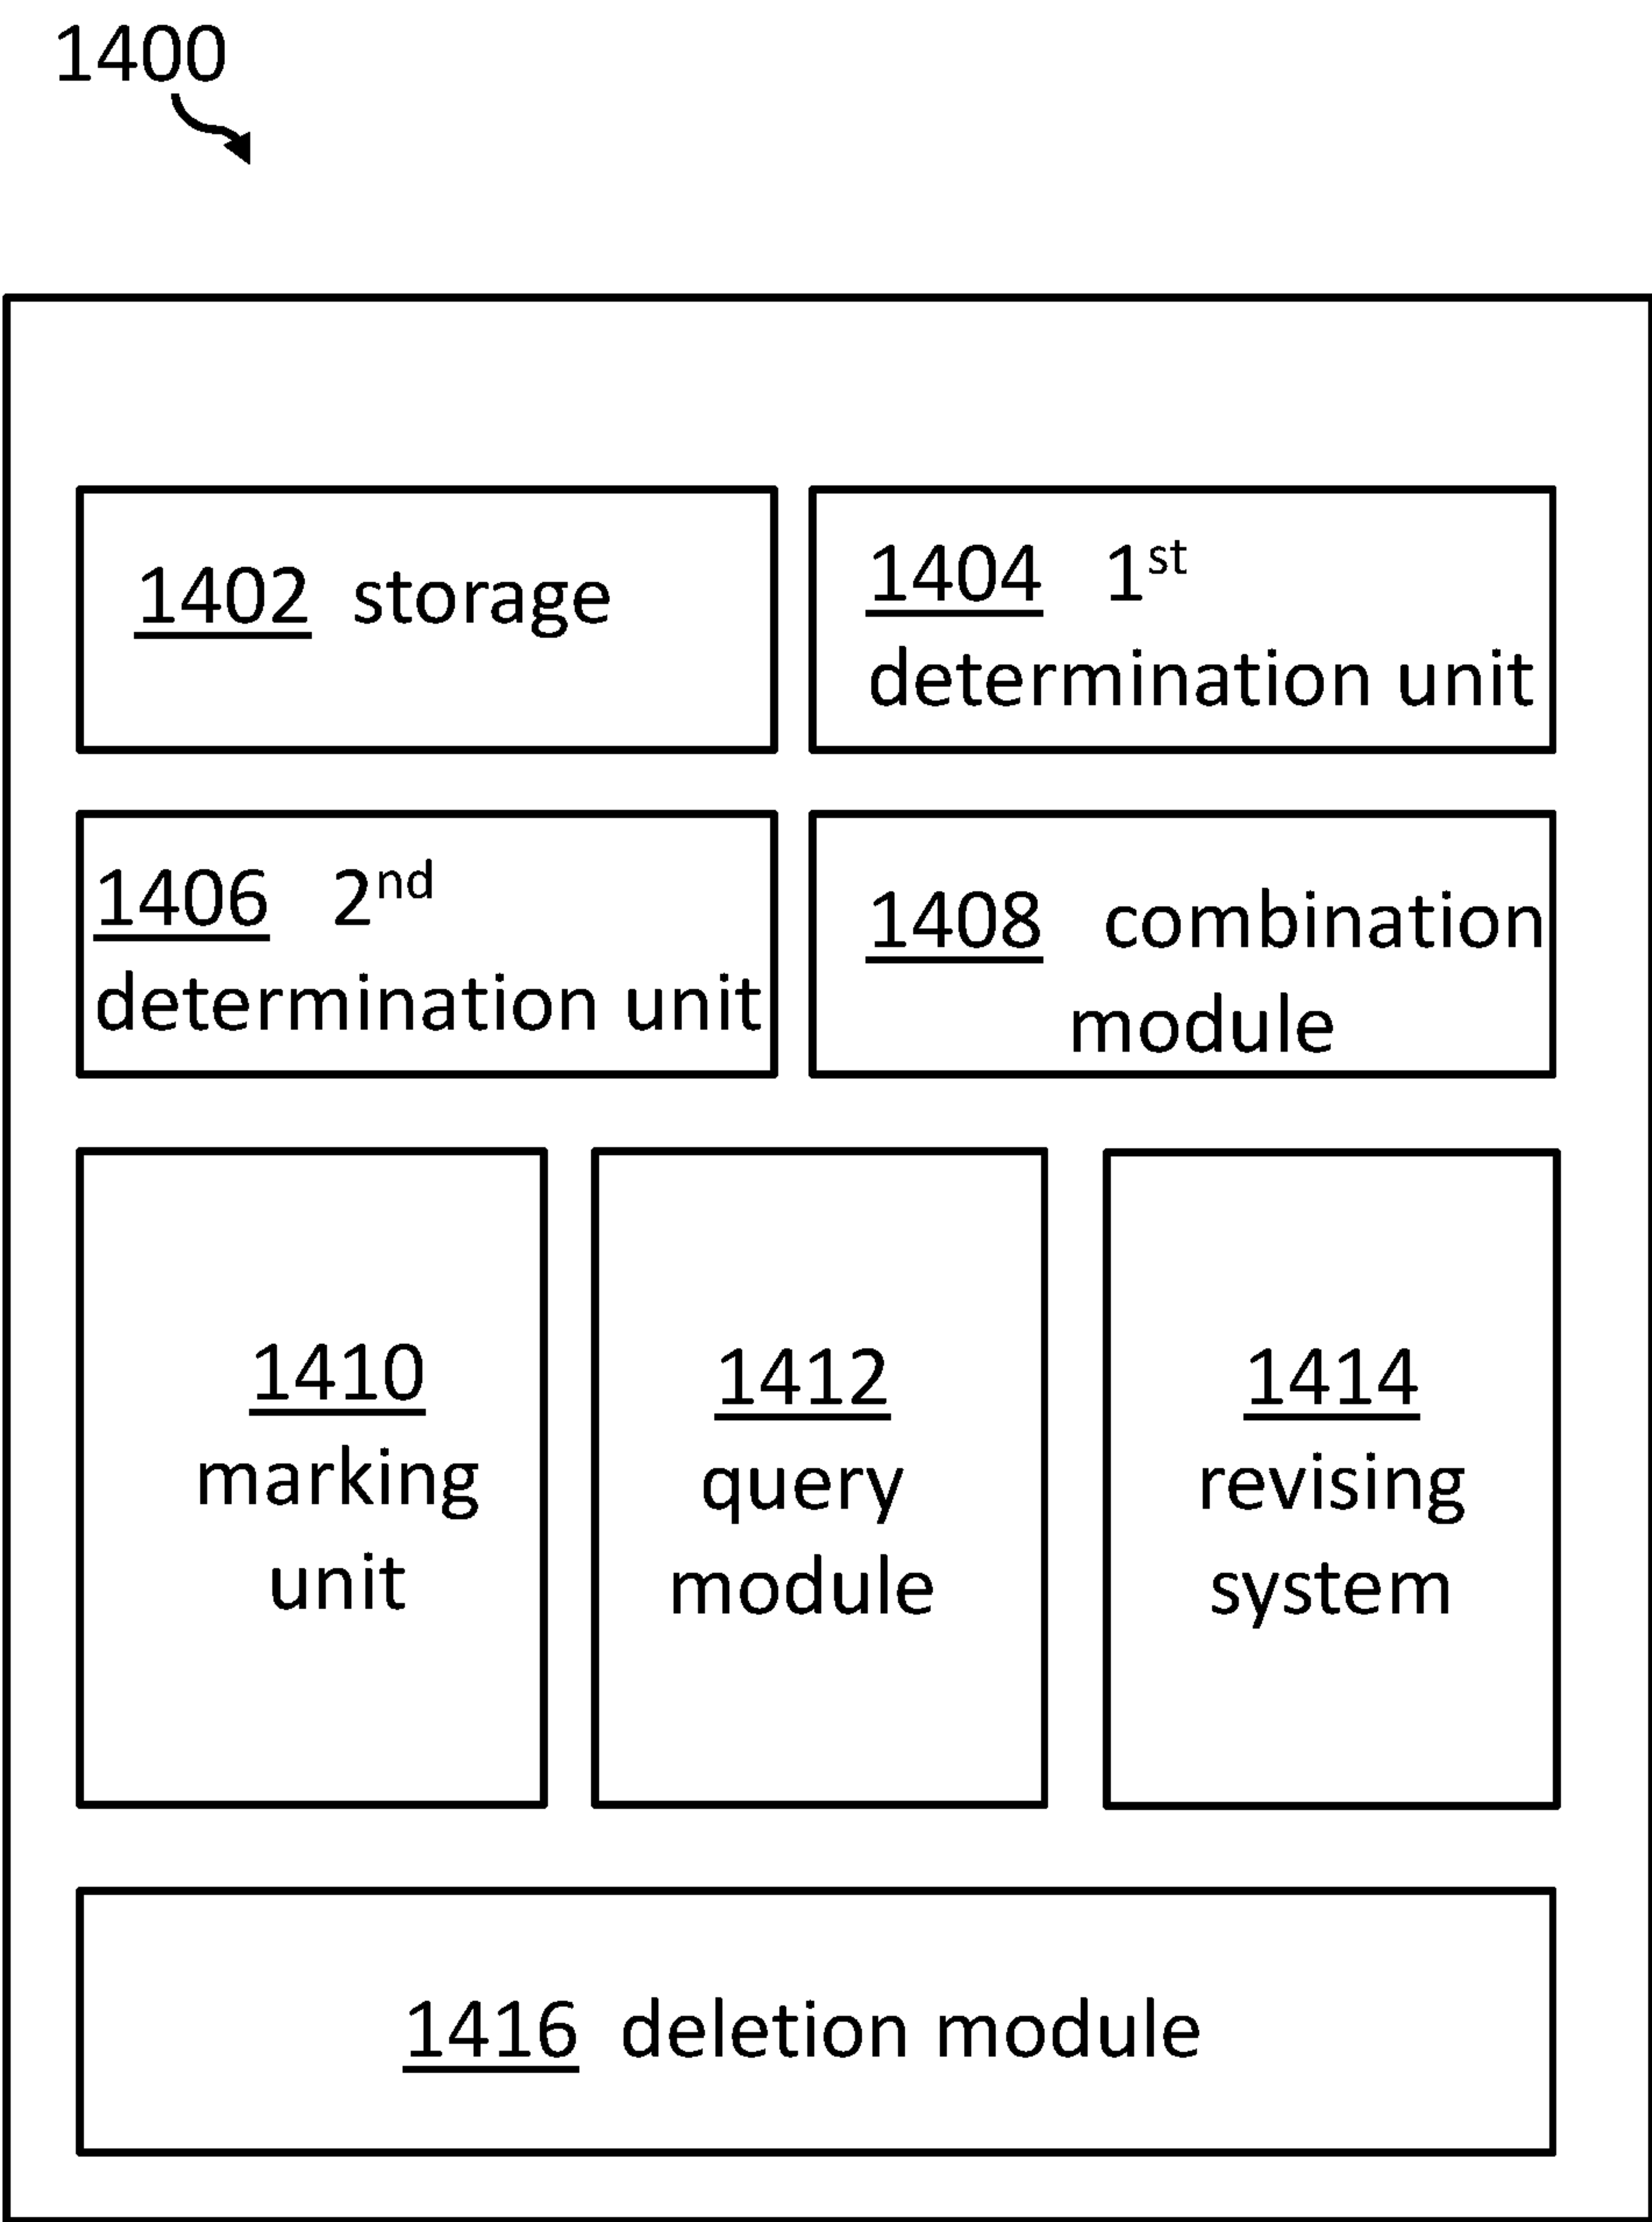 1400
1402 storage
1404 1st
determination unit
1406 2nd
determination unit
1408 combination
module
1410
marking
unit
1412
query
module
1414
revising
system
1416 deletion module